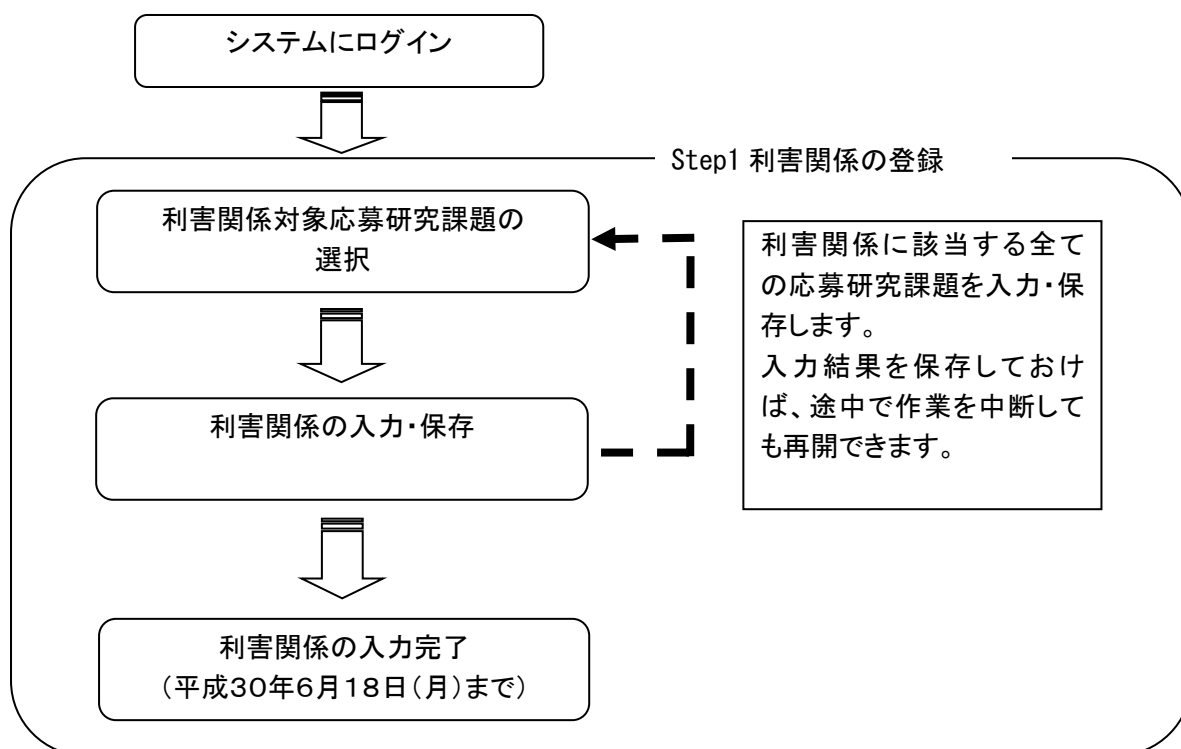 システムにログイン
Step1 利害関係の登録
利害関係対象応募研究課題の
選択
利害関係に該当する全て
の応募研究課題を入力・保
存します。
入力結果を保存しておけ
ば、途中で作業を中断して
も再開できます。
利害関係の入力・保存
利害関係の入力完了
（平成３０年６月１８日（月）まで）